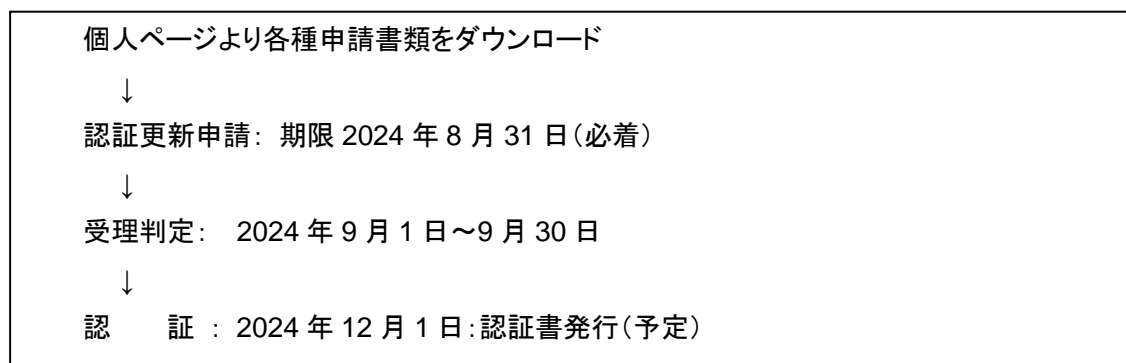 個人ページより各種申請書類をダウンロード
↓
認証更新申請： 期限 2024 年 8 月 31 日（必着）
↓
受理判定：　2024 年 9 月 1 日～9 月 30 日
↓
認　　証 ： 2024 年 12 月 1 日：認証書発行（予定）